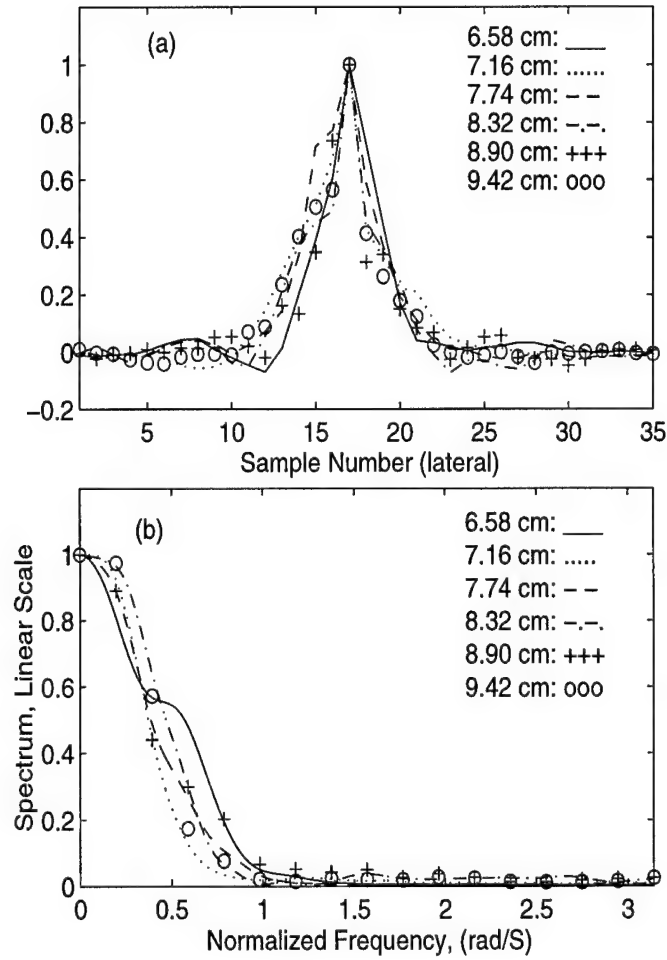 (a)
6.58 cm: ___
7.16 cm: ......
7.74 cm: – –
8.32 cm: –.–.
8.90 cm: +++
9.42 cm: ooo
1
0.8
0.6
0.4
0.2
0
−0.2
5 10 15 20 25 30 35
Sample Number (lateral)
(b)
6.58 cm: ___
7.16 cm: .....
7.74 cm: – –
8.32 cm: –.–.
8.90 cm: +++
9.42 cm: ooo
Spectrum, Linear Scale
1
0.8
0.6
0.4
0.2
0
0 0.5 1 1.5 2 2.5 3
Normalized Frequency, (rad/S)